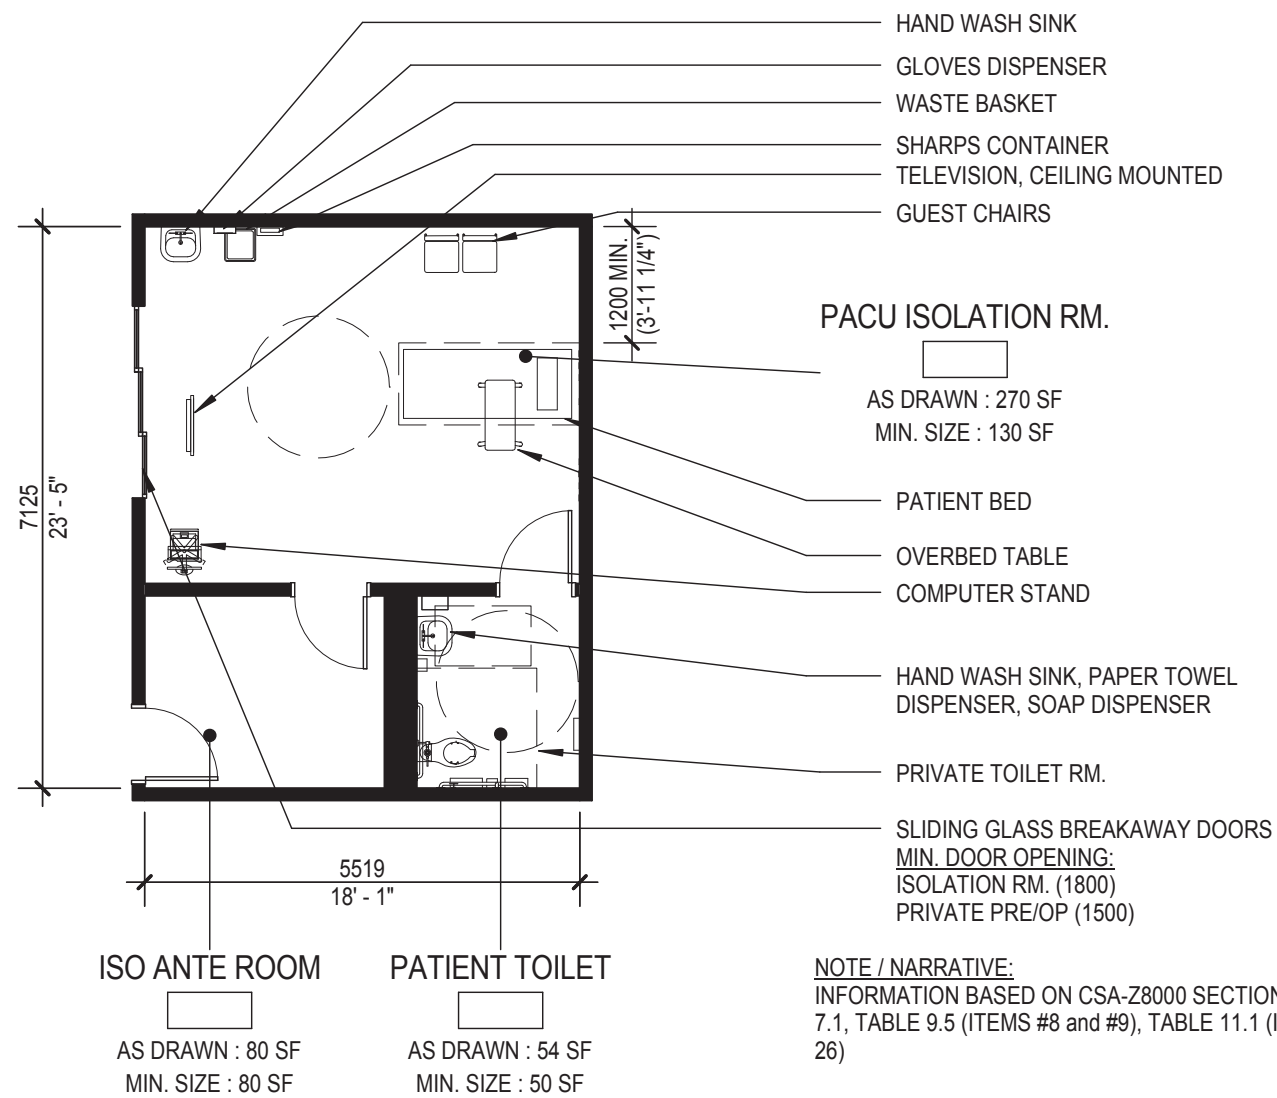 HAND WASH SINK
GLOVES DISPENSER
WASTE BASKET
SHARPS CONTAINER
TELEVISION, CEILING MOUNTED
GUEST CHAIRS
1200 MIN.
(3'-11 1/4")
PACU ISOLATION RM.
AS DRAWN : 270 SF
MIN. SIZE : 130 SF
7125
23' - 5"
PATIENT BED
OVERBED TABLE
COMPUTER STAND
HAND WASH SINK, PAPER TOWEL
DISPENSER, SOAP DISPENSER
PRIVATE TOILET RM.
SLIDING GLASS BREAKAWAY DOORS
MIN. DOOR OPENING:
ISOLATION RM. (1800)
PRIVATE PRE/OP (1500)
5519
18' - 1"
ISO ANTE ROOM
AS DRAWN : 80 SF
MIN. SIZE : 80 SF
PATIENT TOILET
AS DRAWN : 54 SF
MIN. SIZE : 50 SF
NOTE / NARRATIVE:
INFORMATION BASED ON CSA-Z8000 SECTION
7.1, TABLE 9.5 (ITEMS #8 and #9), TABLE 11.1 (
26)